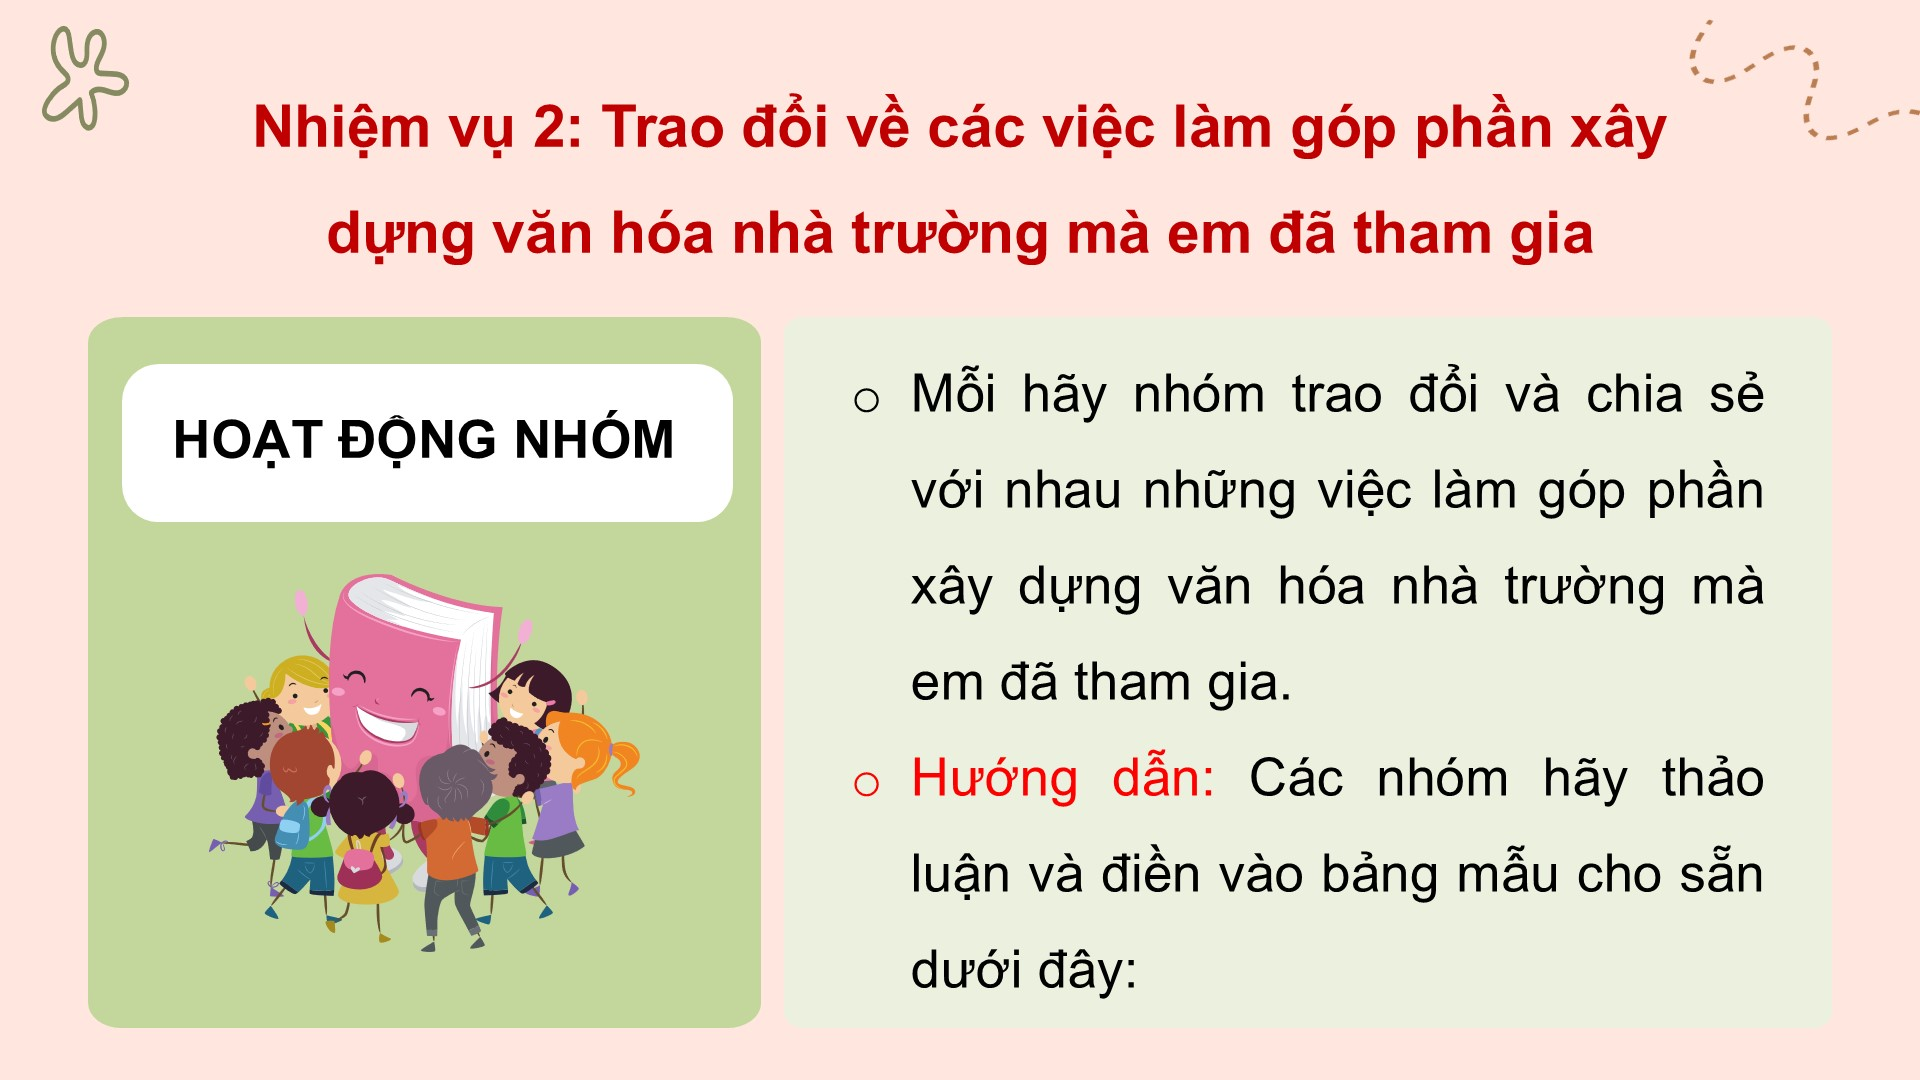 Nhiệm vụ 2: Trao đổi về các việc làm góp phần xây
dựng văn hóa nhà trường mà em đã tham gia
HOẠT ĐỘNG NHÓM
o Mỗi hãy nhóm trao đổi và chia sẻ
với nhau những việc làm góp phần
xây dựng văn hóa nhà trường mà
em đã tham gia.
o Hướng dẫn: Các nhóm hãy thảo
luận và điền vào bảng mẫu cho sẵn
dưới đây: